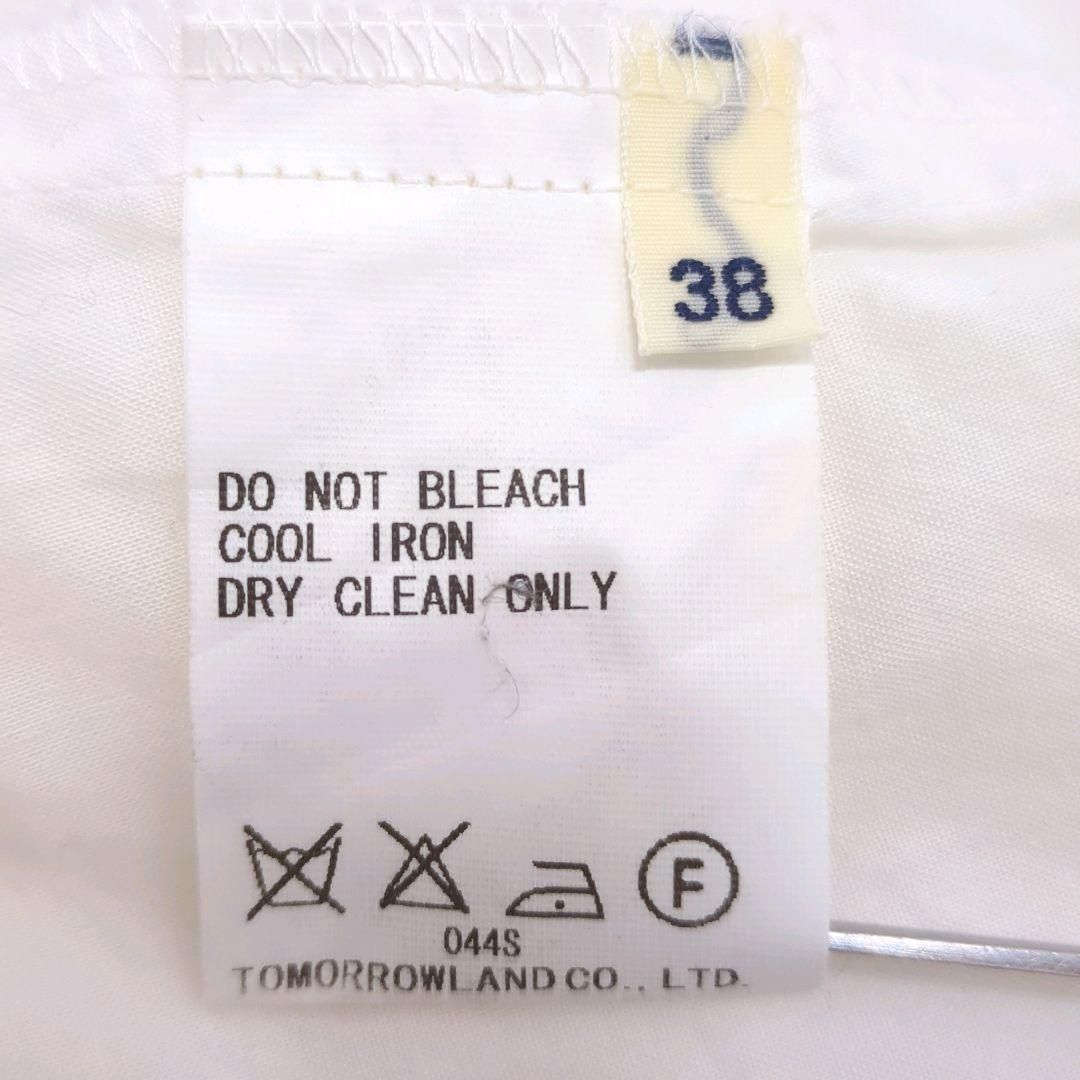 38
DO NOT BLEACH
COOL IRON
DRY CLEAN ONLY
F
044S
TOMORROWLAND CO., LTD.